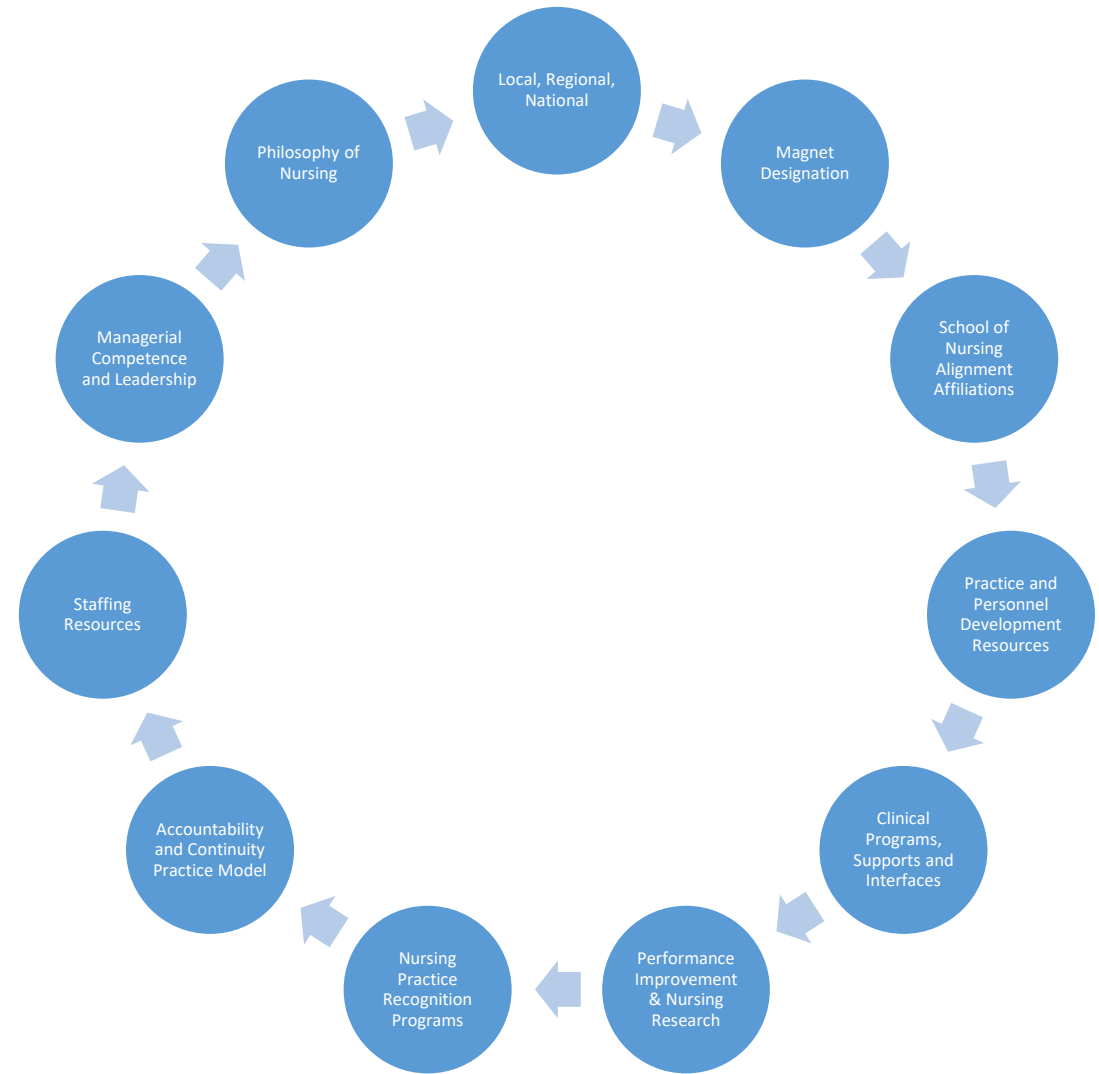 Local, Regional,
National
Magnet
Designation
School of
Nursing
Alignment
Affiliations
Practice and
Personnel
Development
Resources
Clinical
Programs,
Supports and
Interfaces
Performance
Improvement
& Nursing
Research
Nursing
Practice
Recognition
Programs
Accountability
and Continuity
Practice Model
Staffing
Resources
Managerial
Competence
and Leadership
Philosophy of
Nursing